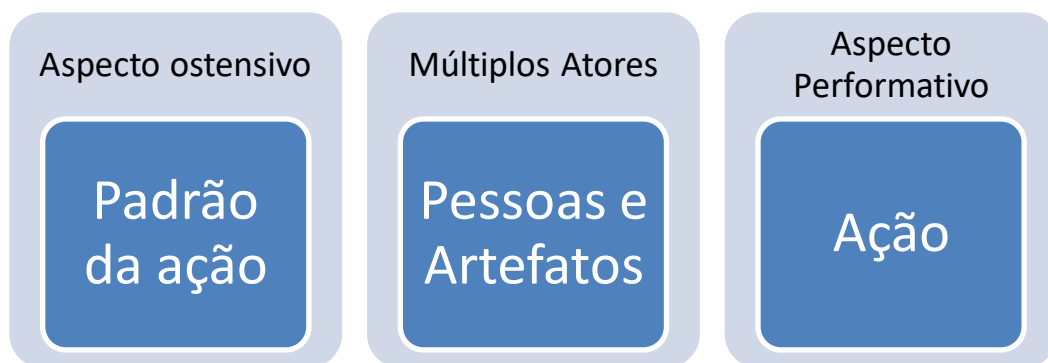 Aspecto ostensivo
Padrão
da ação
Múltiplos Atores
Pessoas e
Artefatos
Aspecto
Performativo
Ação